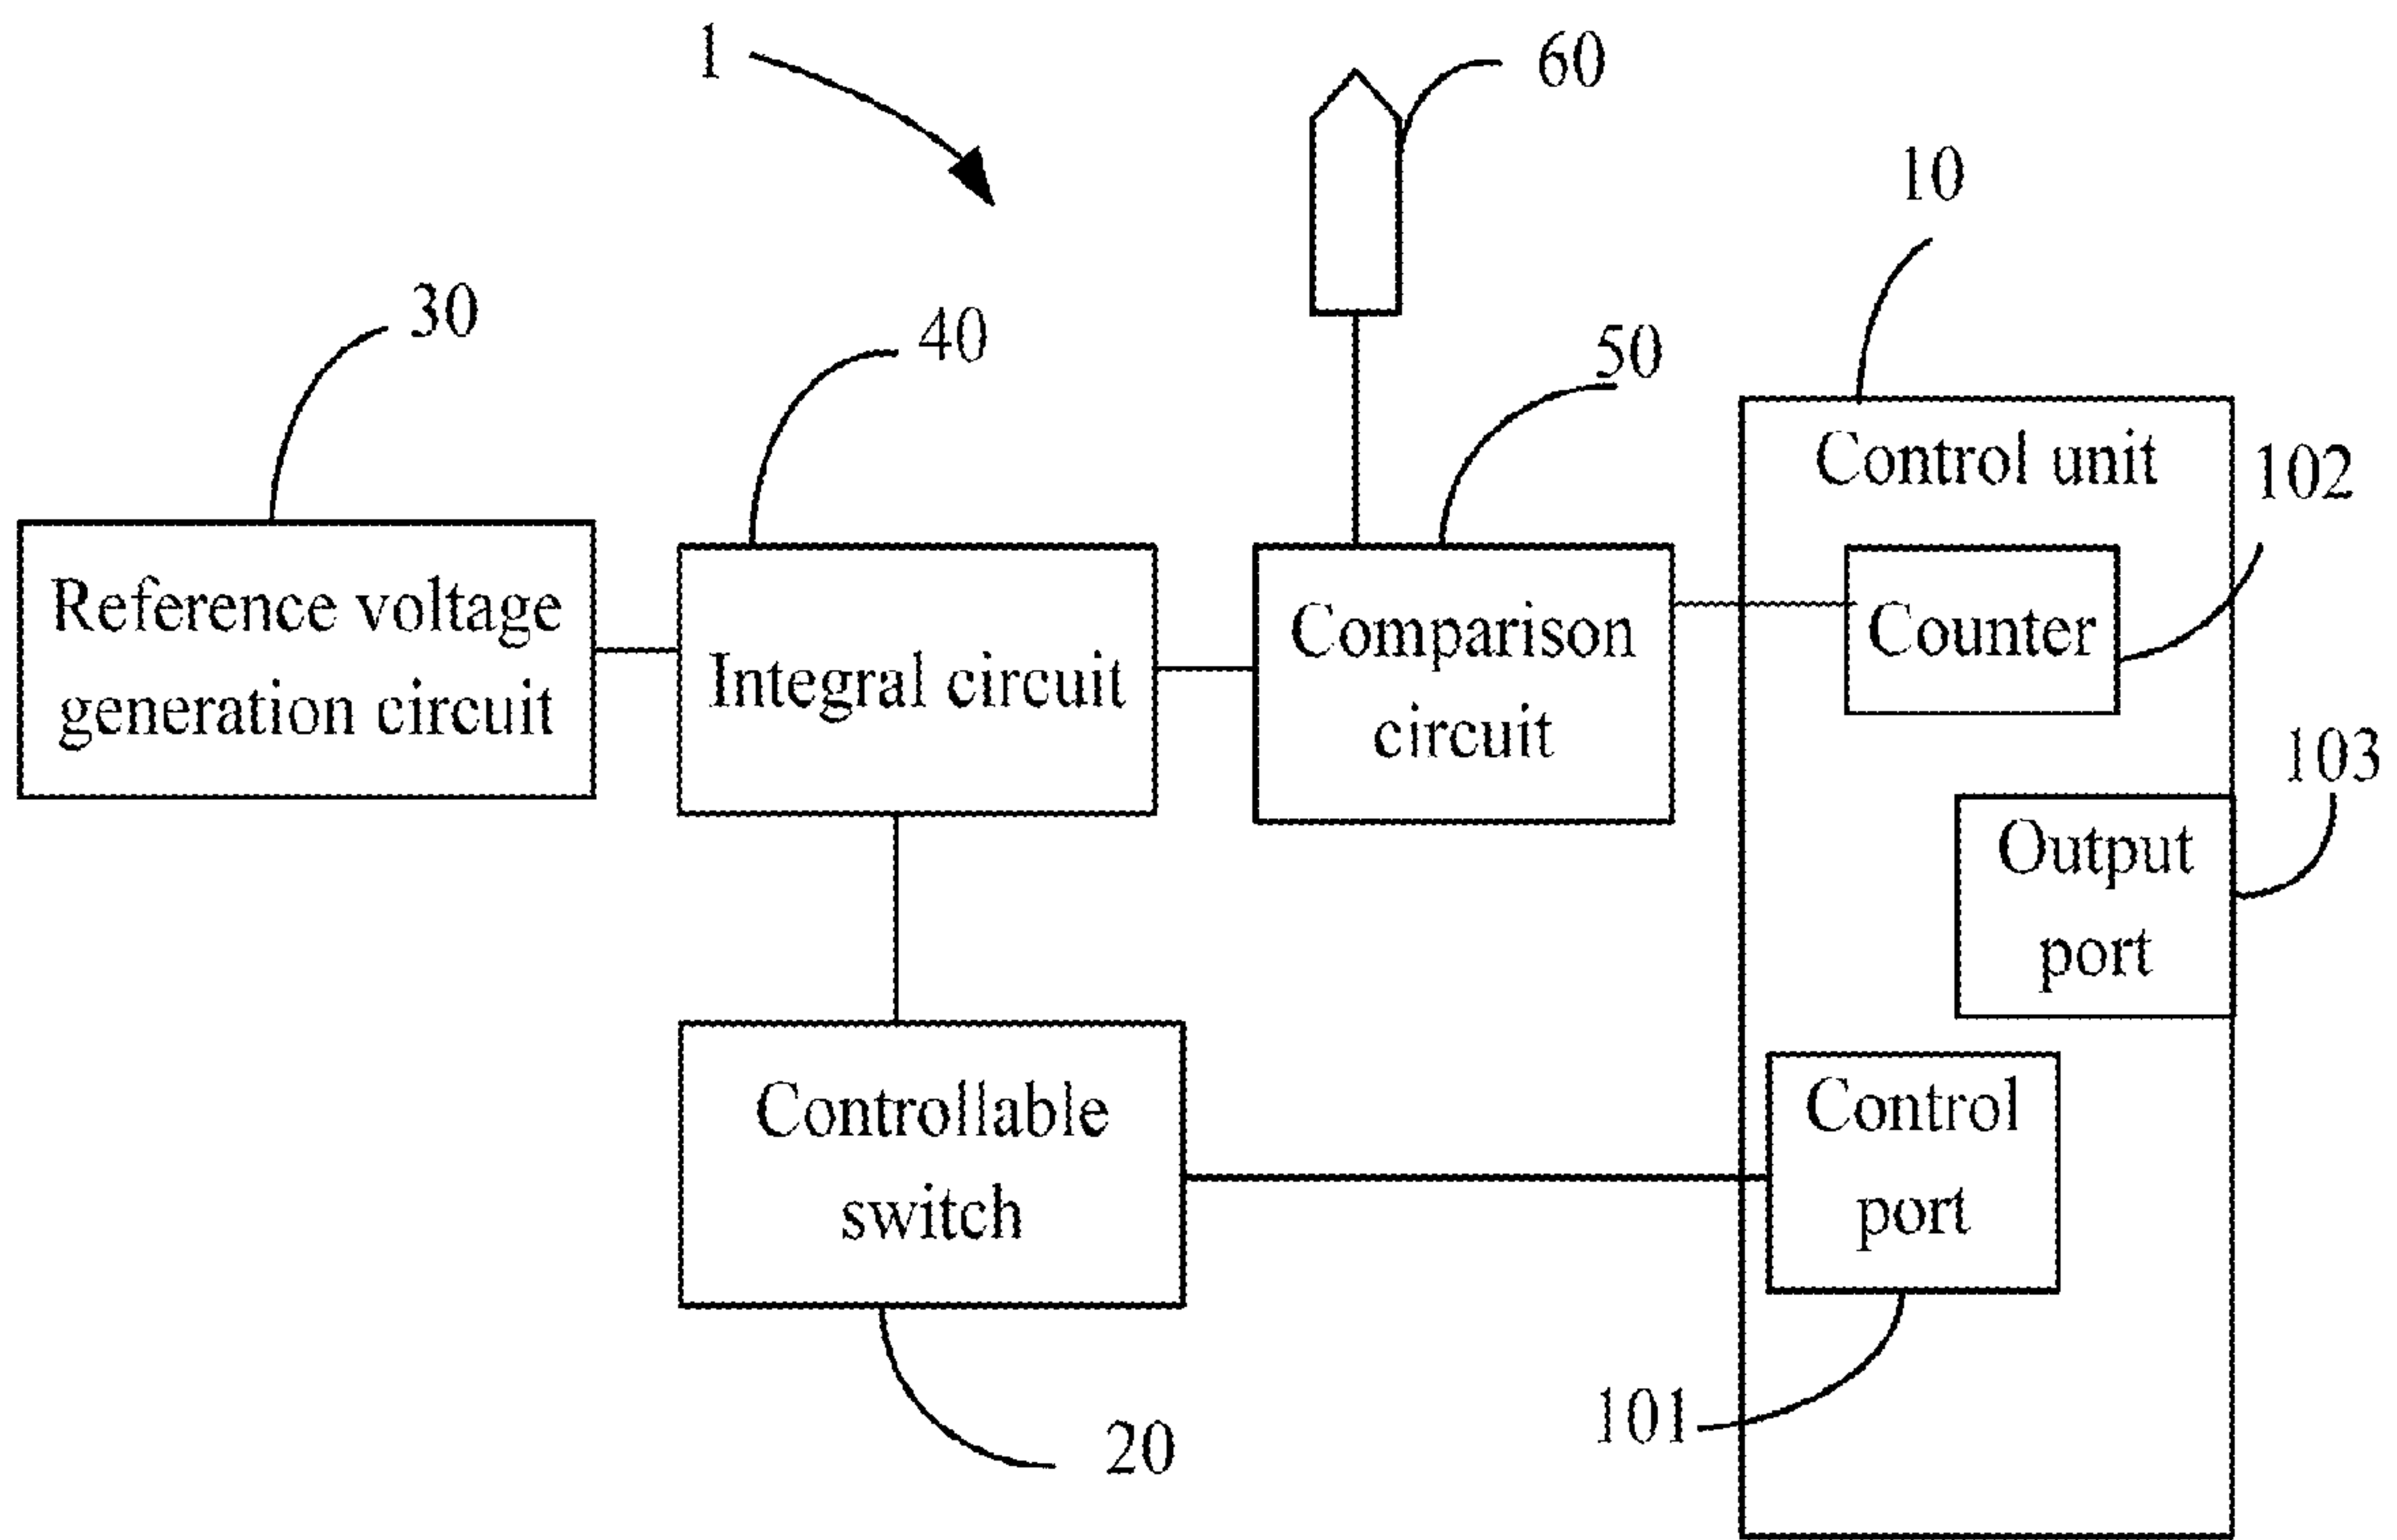 1
60
10
30
40
50
Control unit
102
Reference voltage
generation circuit
Integral circuit
Comparison
circuit
Counter
103
Output
port
Controllable
switch
Control
port
101
20